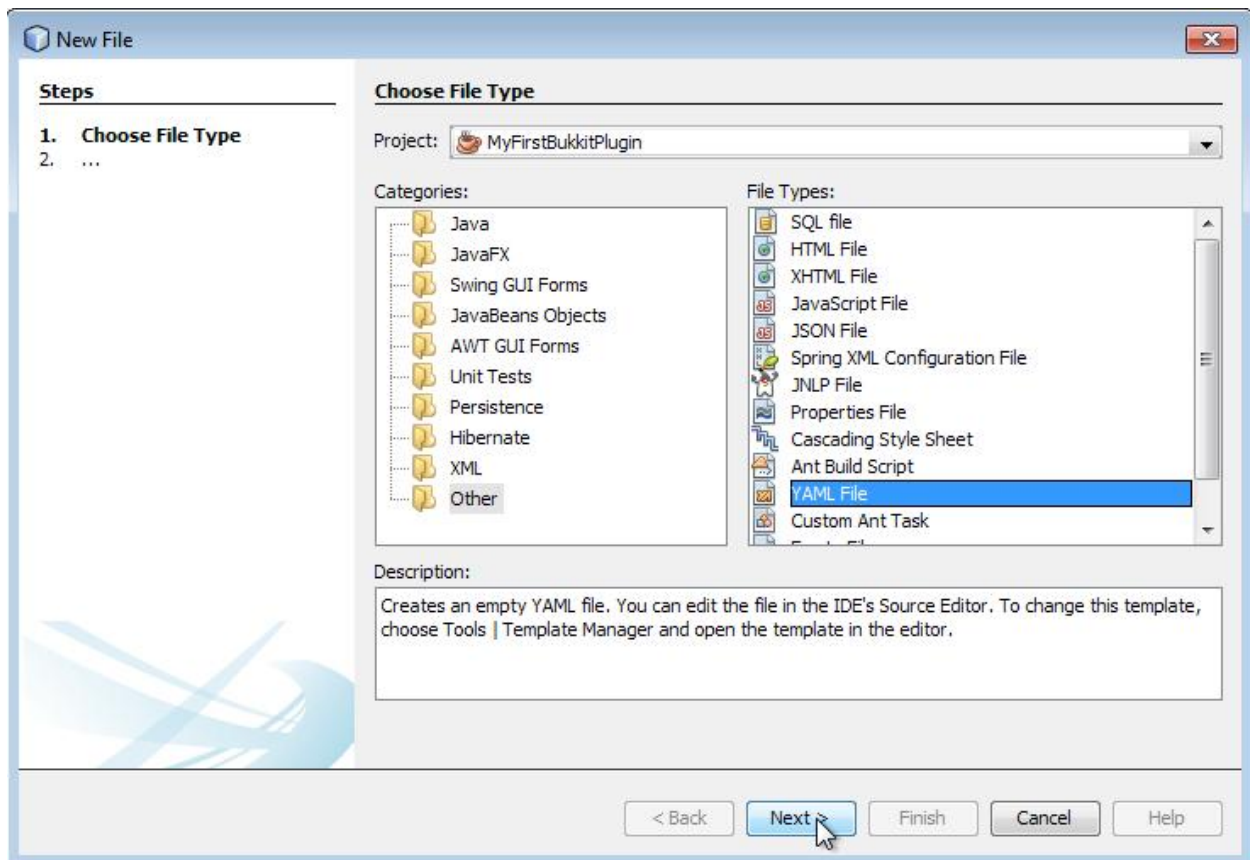 New File
Steps
1. Choose File Type
2. ...
Choose File Type
Project: MyFirstBukkitPlugin
Categories:
Java
JavaFX
Swing GUI Forms
JavaBeans Objects
AWT GUI Forms
Unit Tests
Persistence
Hibernate
XML
Other
File Types:
SQL file
HTML File
XHTML File
JavaScript File
JSON File
Spring XML Configuration File
JNLP File
Properties File
Cascading Style Sheet
Ant Build Script
YAML File
Custom Ant Task
Description:
Creates an empty YAML file. You can edit the file in the IDE's Source Editor. To change this template,
choose Tools | Template Manager and open the template in the editor.
< Back Next > Finish Cancel Help